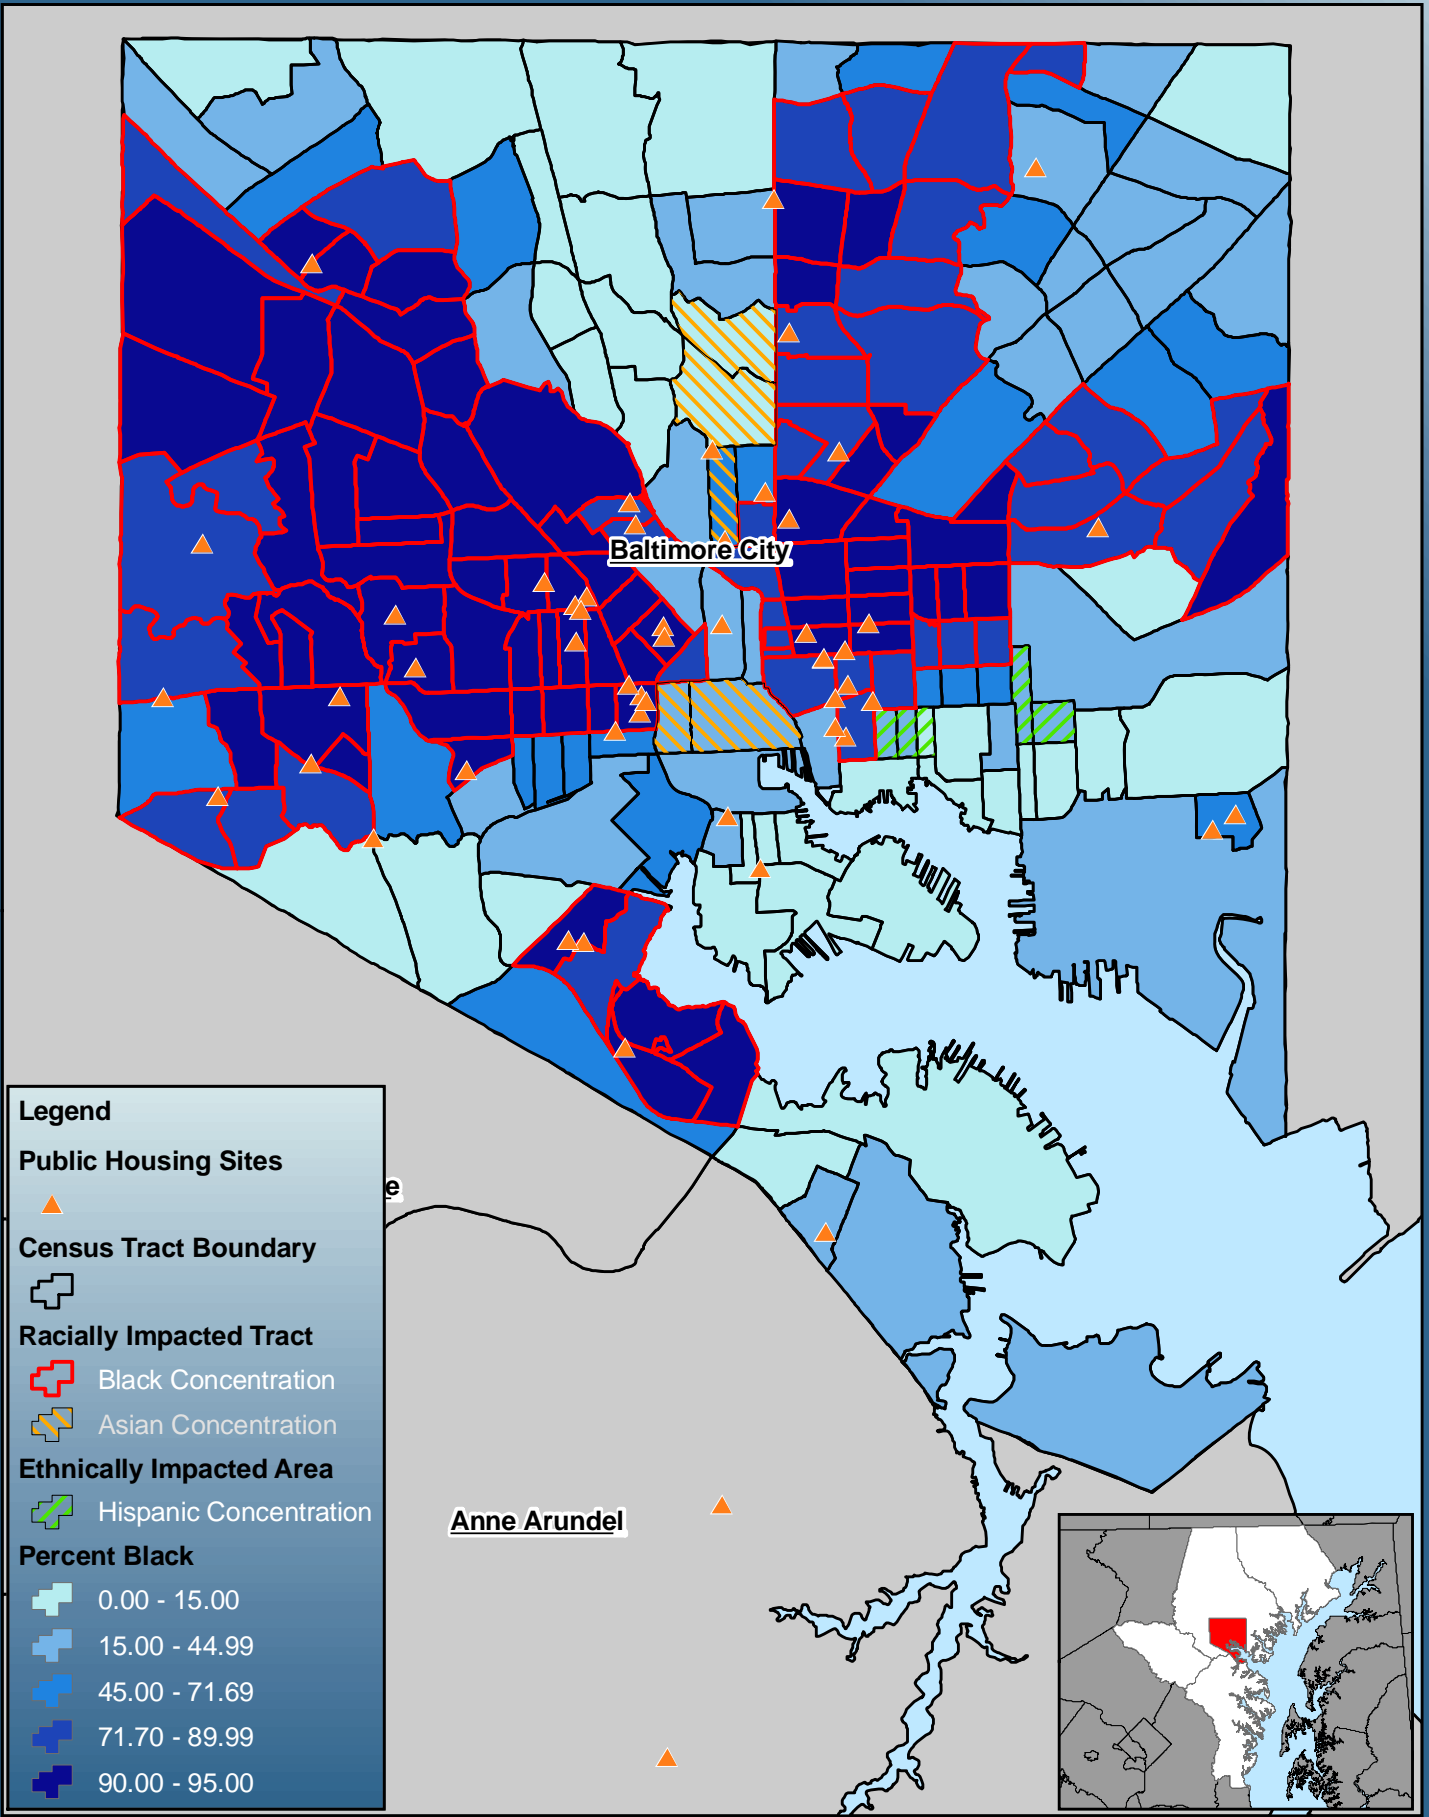 Baltimore City
Legend
Public Housing Sites
e
Census Tract Boundary
Racially Impacted Tract
Black Concentration
Asian Concentration
Ethnically Impacted Area
Hispanic Concentration
Anne Arundel
Percent Black
0.00 - 15.00
15.00 - 44.99
45.00 - 71.69
71.70 - 89.99
90.00 - 95.00